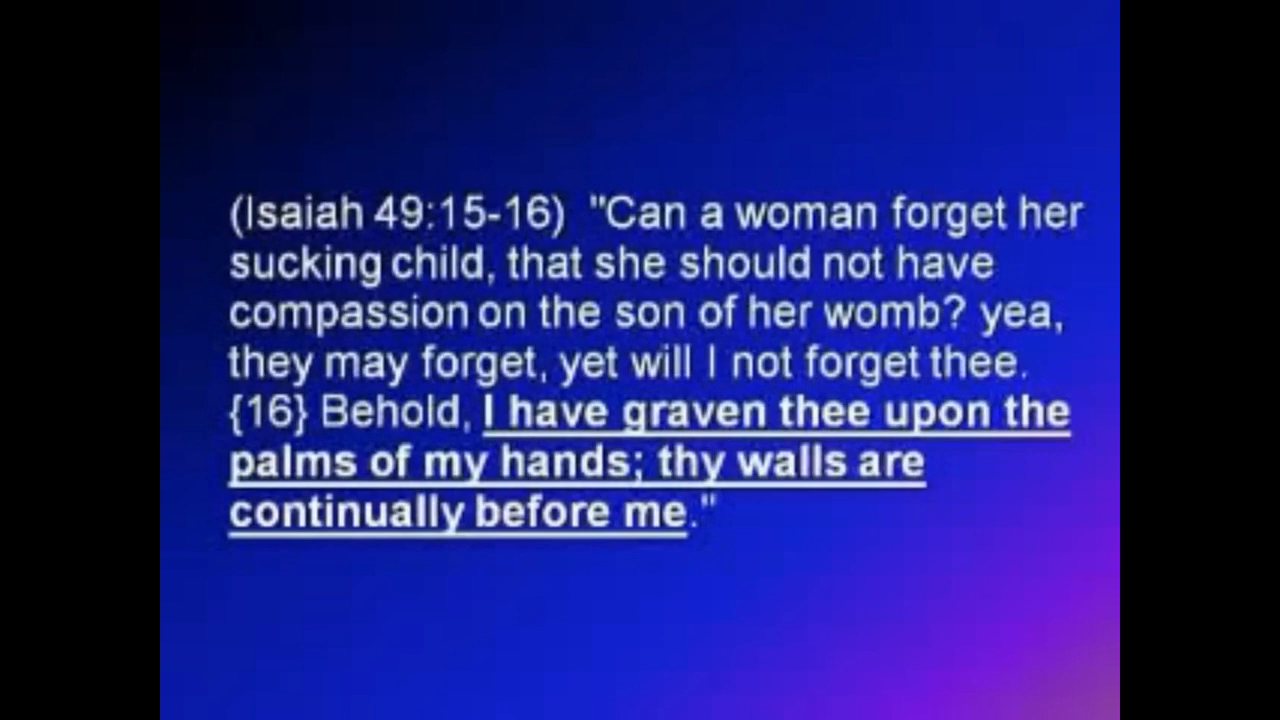 (Isaiah 49:15-16)  "Can a woman forget her
sucking child, that she should not have
compassion on the son of her womb? yea,
they may forget, yet will I not forget thee.
{16} Behold, I have graven thee upon the
palms of my hands; thy walls are
continually before me."